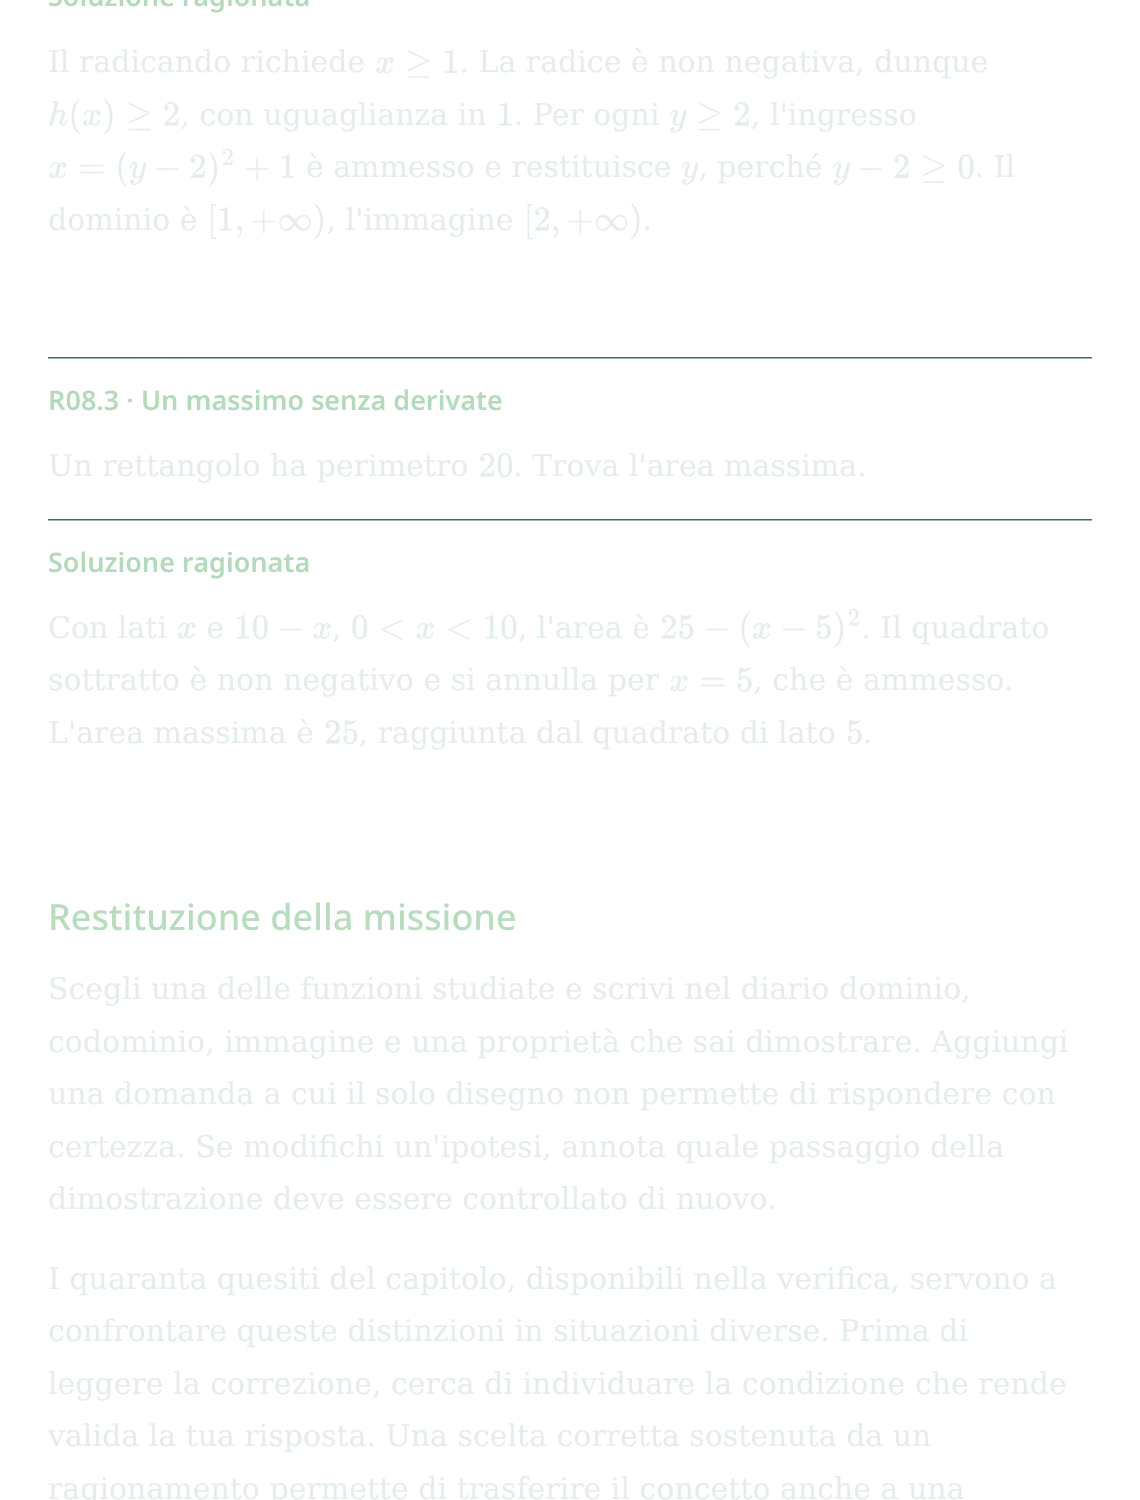 Soluzione ragionata
Il radicando richiede x ≥ 1. La radice è non negativa, dunque
h(x) ≥ 2, con uguaglianza in 1. Per ogni y ≥ 2, l'ingresso
x = (y − 2)² + 1 è ammesso e restituisce y, perché y − 2 ≥ 0. Il
dominio è [1, +∞), l'immagine [2, +∞).
R08.3 · Un massimo senza derivate
Un rettangolo ha perimetro 20. Trova l'area massima.
Soluzione ragionata
Con lati x e 10 − x, 0 < x < 10, l'area è 25 − (x − 5)². Il quadrato
sottratto è non negativo e si annulla per x = 5, che è ammesso.
L'area massima è 25, raggiunta dal quadrato di lato 5.
Restituzione della missione
Scegli una delle funzioni studiate e scrivi nel diario dominio,
codominio, immagine e una proprietà che sai dimostrare. Aggiungi
una domanda a cui il solo disegno non permette di rispondere con
certezza. Se modifichi un'ipotesi, annota quale passaggio della
dimostrazione deve essere controllato di nuovo.
I quaranta quesiti del capitolo, disponibili nella verifica, servono a
confrontare queste distinzioni in situazioni diverse. Prima di
leggere la correzione, cerca di individuare la condizione che rende
valida la tua risposta. Una scelta corretta sostenuta da un
ragionamento permette di trasferire il concetto anche a una